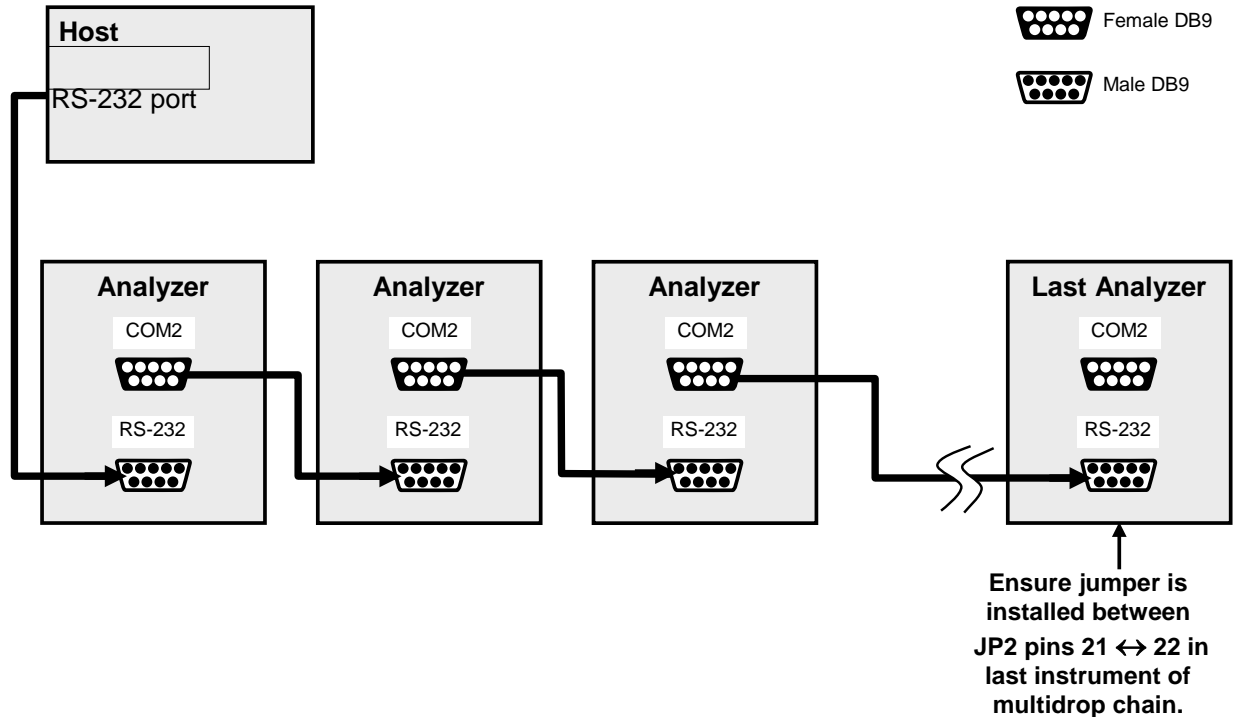 Host
RS-232 port
Female DB9
Male DB9
Analyzer
COM2
RS-232
Analyzer
COM2
RS-232
Analyzer
COM2
RS-232
Last Analyzer
COM2
RS-232
Ensure jumper is
installed between
JP2 pins 21 ↔ 22 in
last instrument of
multidrop chain.